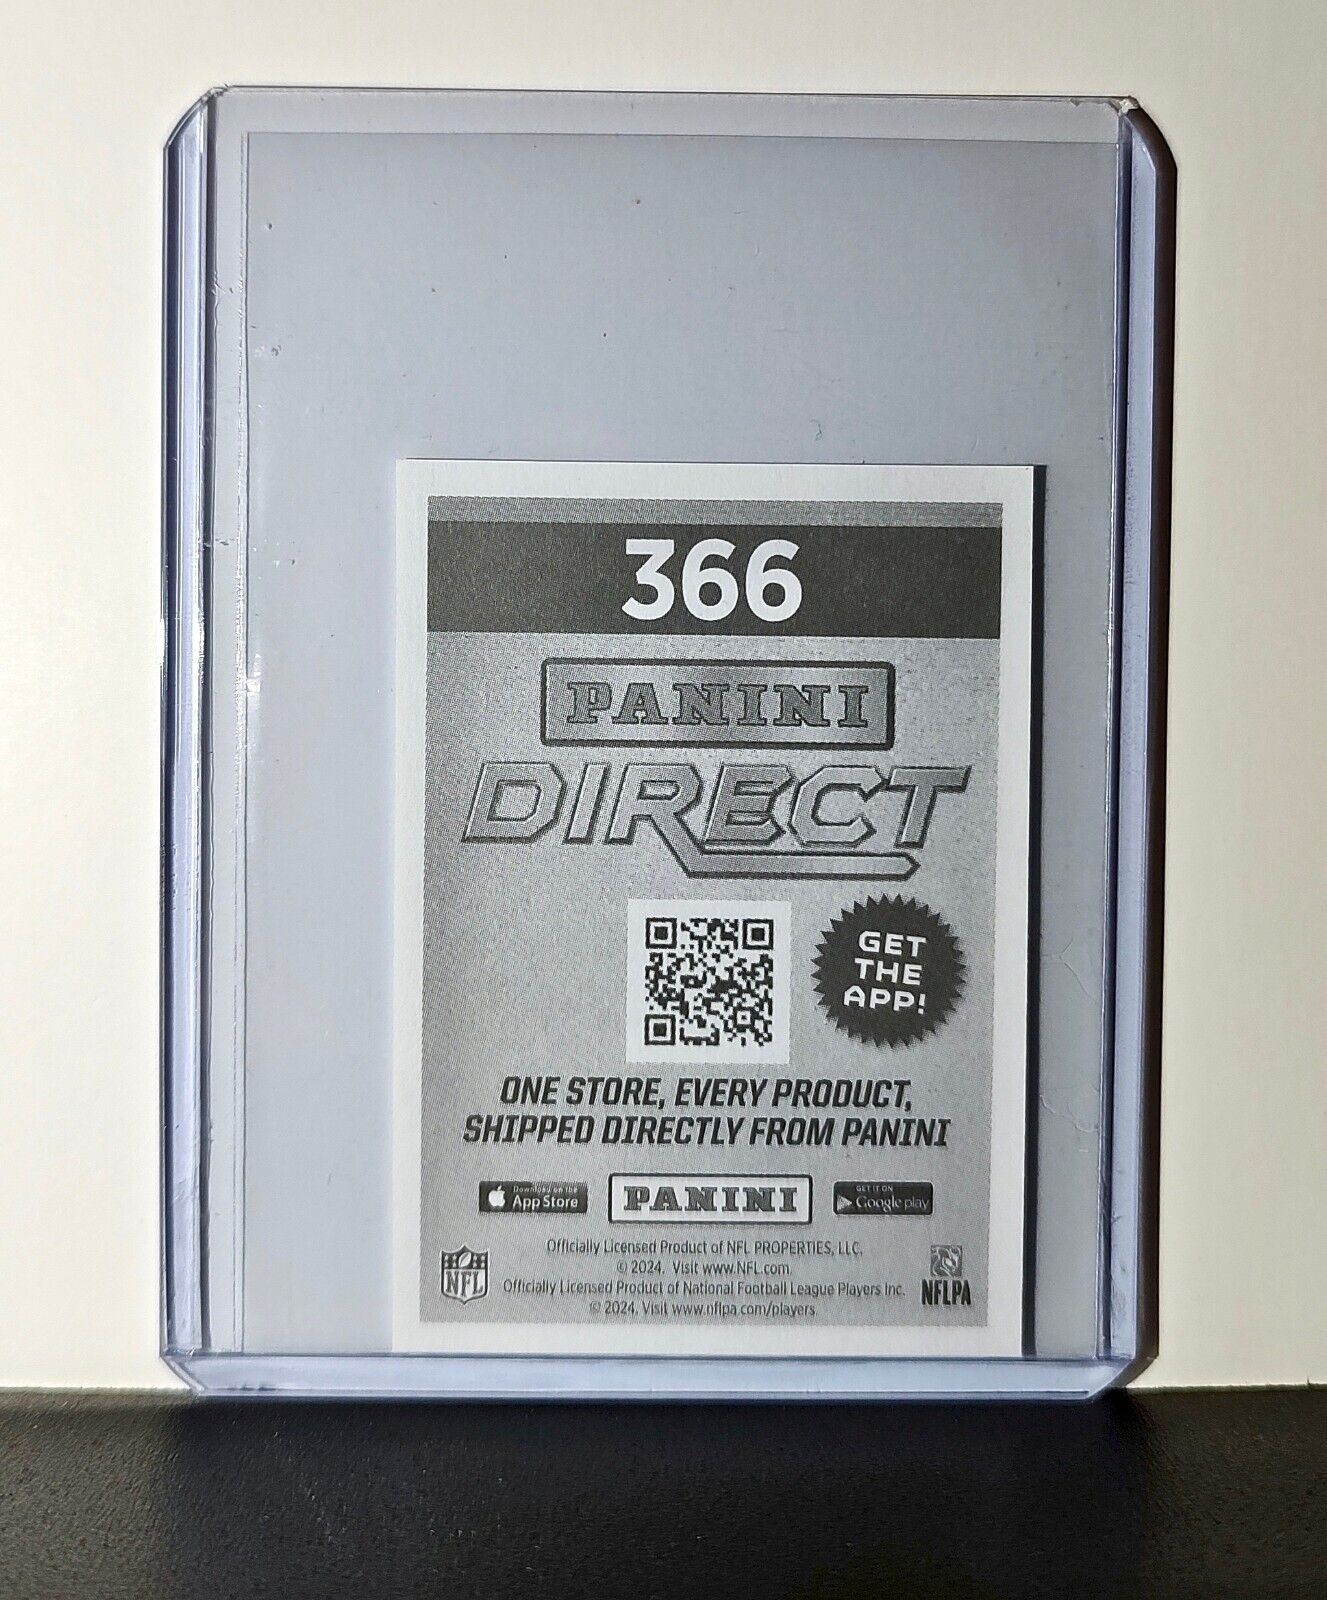 366
PANINI
DIRECT
GET
THE
APP!
ONE STORE, EVERY PRODUCT,
SHIPPED DIRECTLY FROM PANINI
Download on the
App Store
PANINI
GET IT ON
Google play
Officially Licensed Product of NFL PROPERTIES, LLC.
© 2024. Visit www.NFL.com.
NFL
Officially Licensed Product of National Football League Players Inc.
NFLPA
© 2024. Visit www.nflpa.com/players.